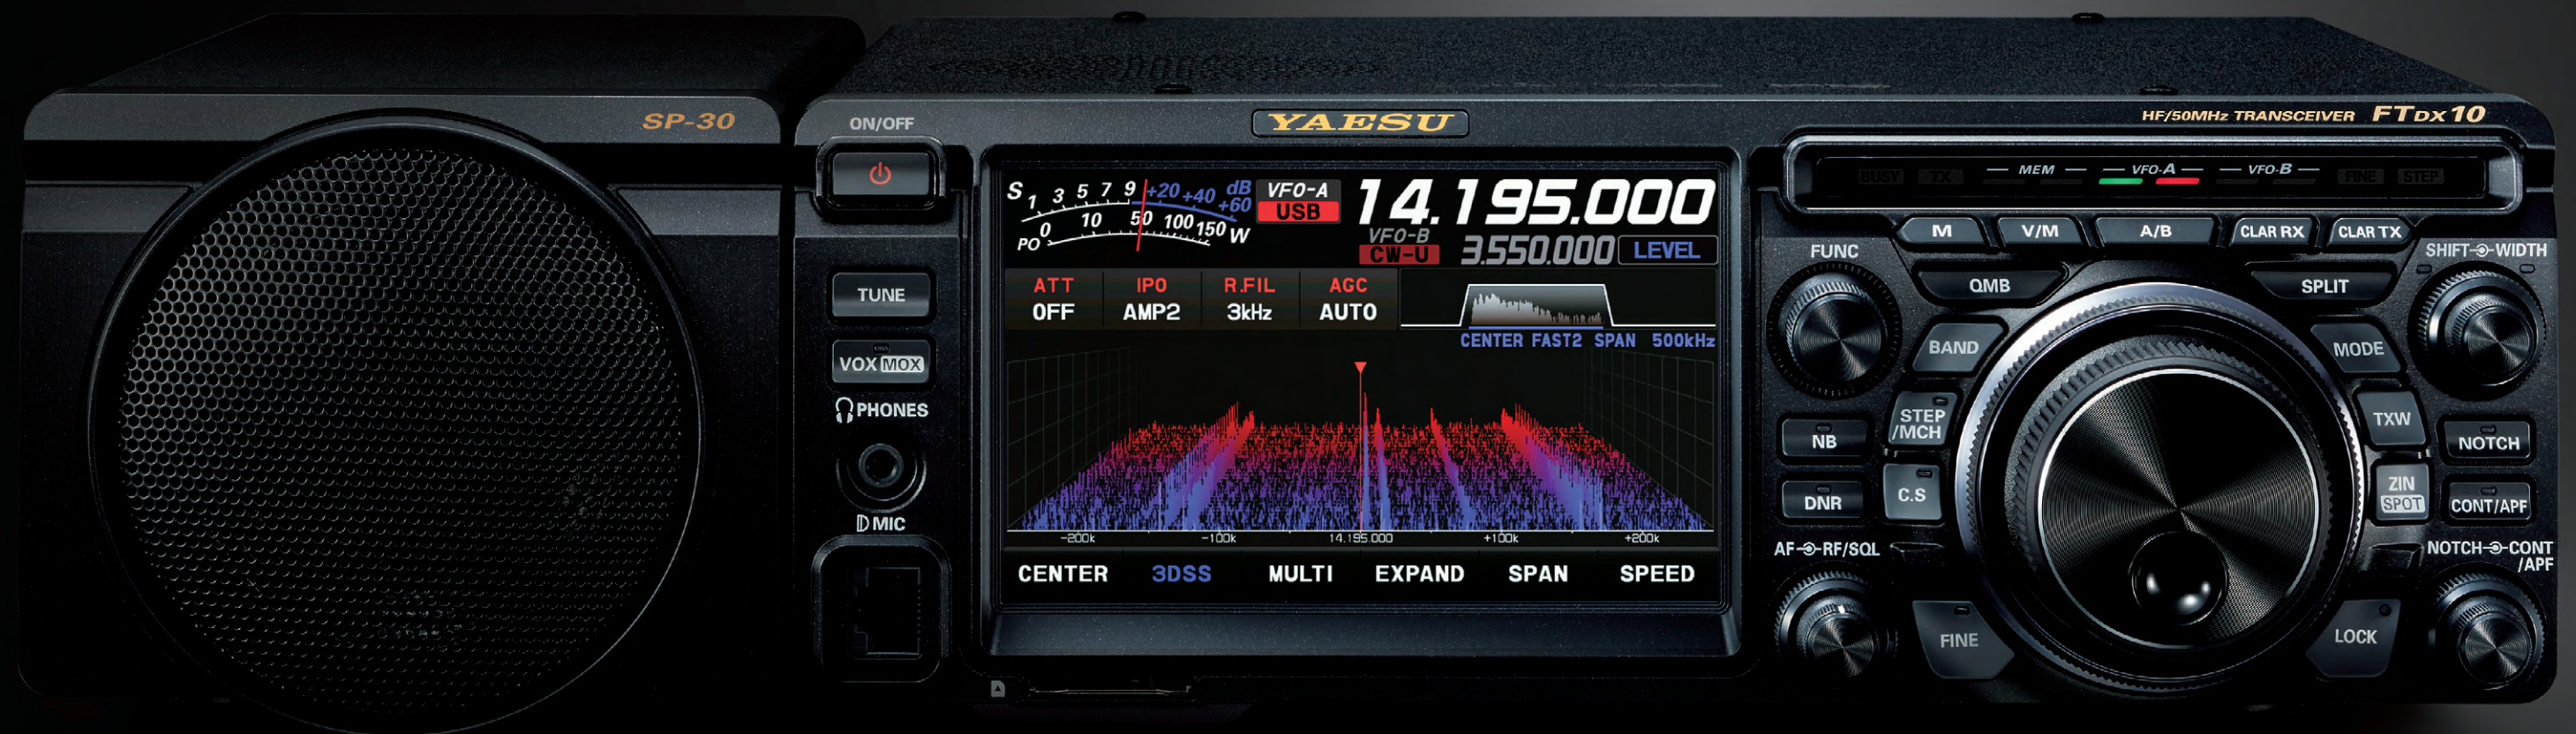 SP-30
ON/OFF
YAESU
HF/50MHz TRANSCEIVER FTDX10
BUSY TX MEM VFO-A VFO-B FINE STEP
S 1 3 5 7 9 +20 +40 +60 dB
PO 0 10 50 100 150 W
VFO-A
USB
14.195.000
VFO-B
CW-U
3.550.000
LEVEL
ATT IPO R.FIL AGC
OFF AMP2 3kHz AUTO
CENTER FAST2 SPAN 500kHz
-200k -100k 14.195.000 +100k +200k
CENTER 3DSS MULTI EXPAND SPAN SPEED
TUNE
VOX MOX
PHONES
MIC
M V/M A/B CLAR RX CLAR TX
FUNC
SHIFT WIDTH
QMB SPLIT
BAND MODE
STEP
/MCH
TXW
NB
NOTCH
C.S
ZIN
SPOT
DNR
CONT/APF
AF RF/SQL
NOTCH CONT
/APF
FINE
LOCK